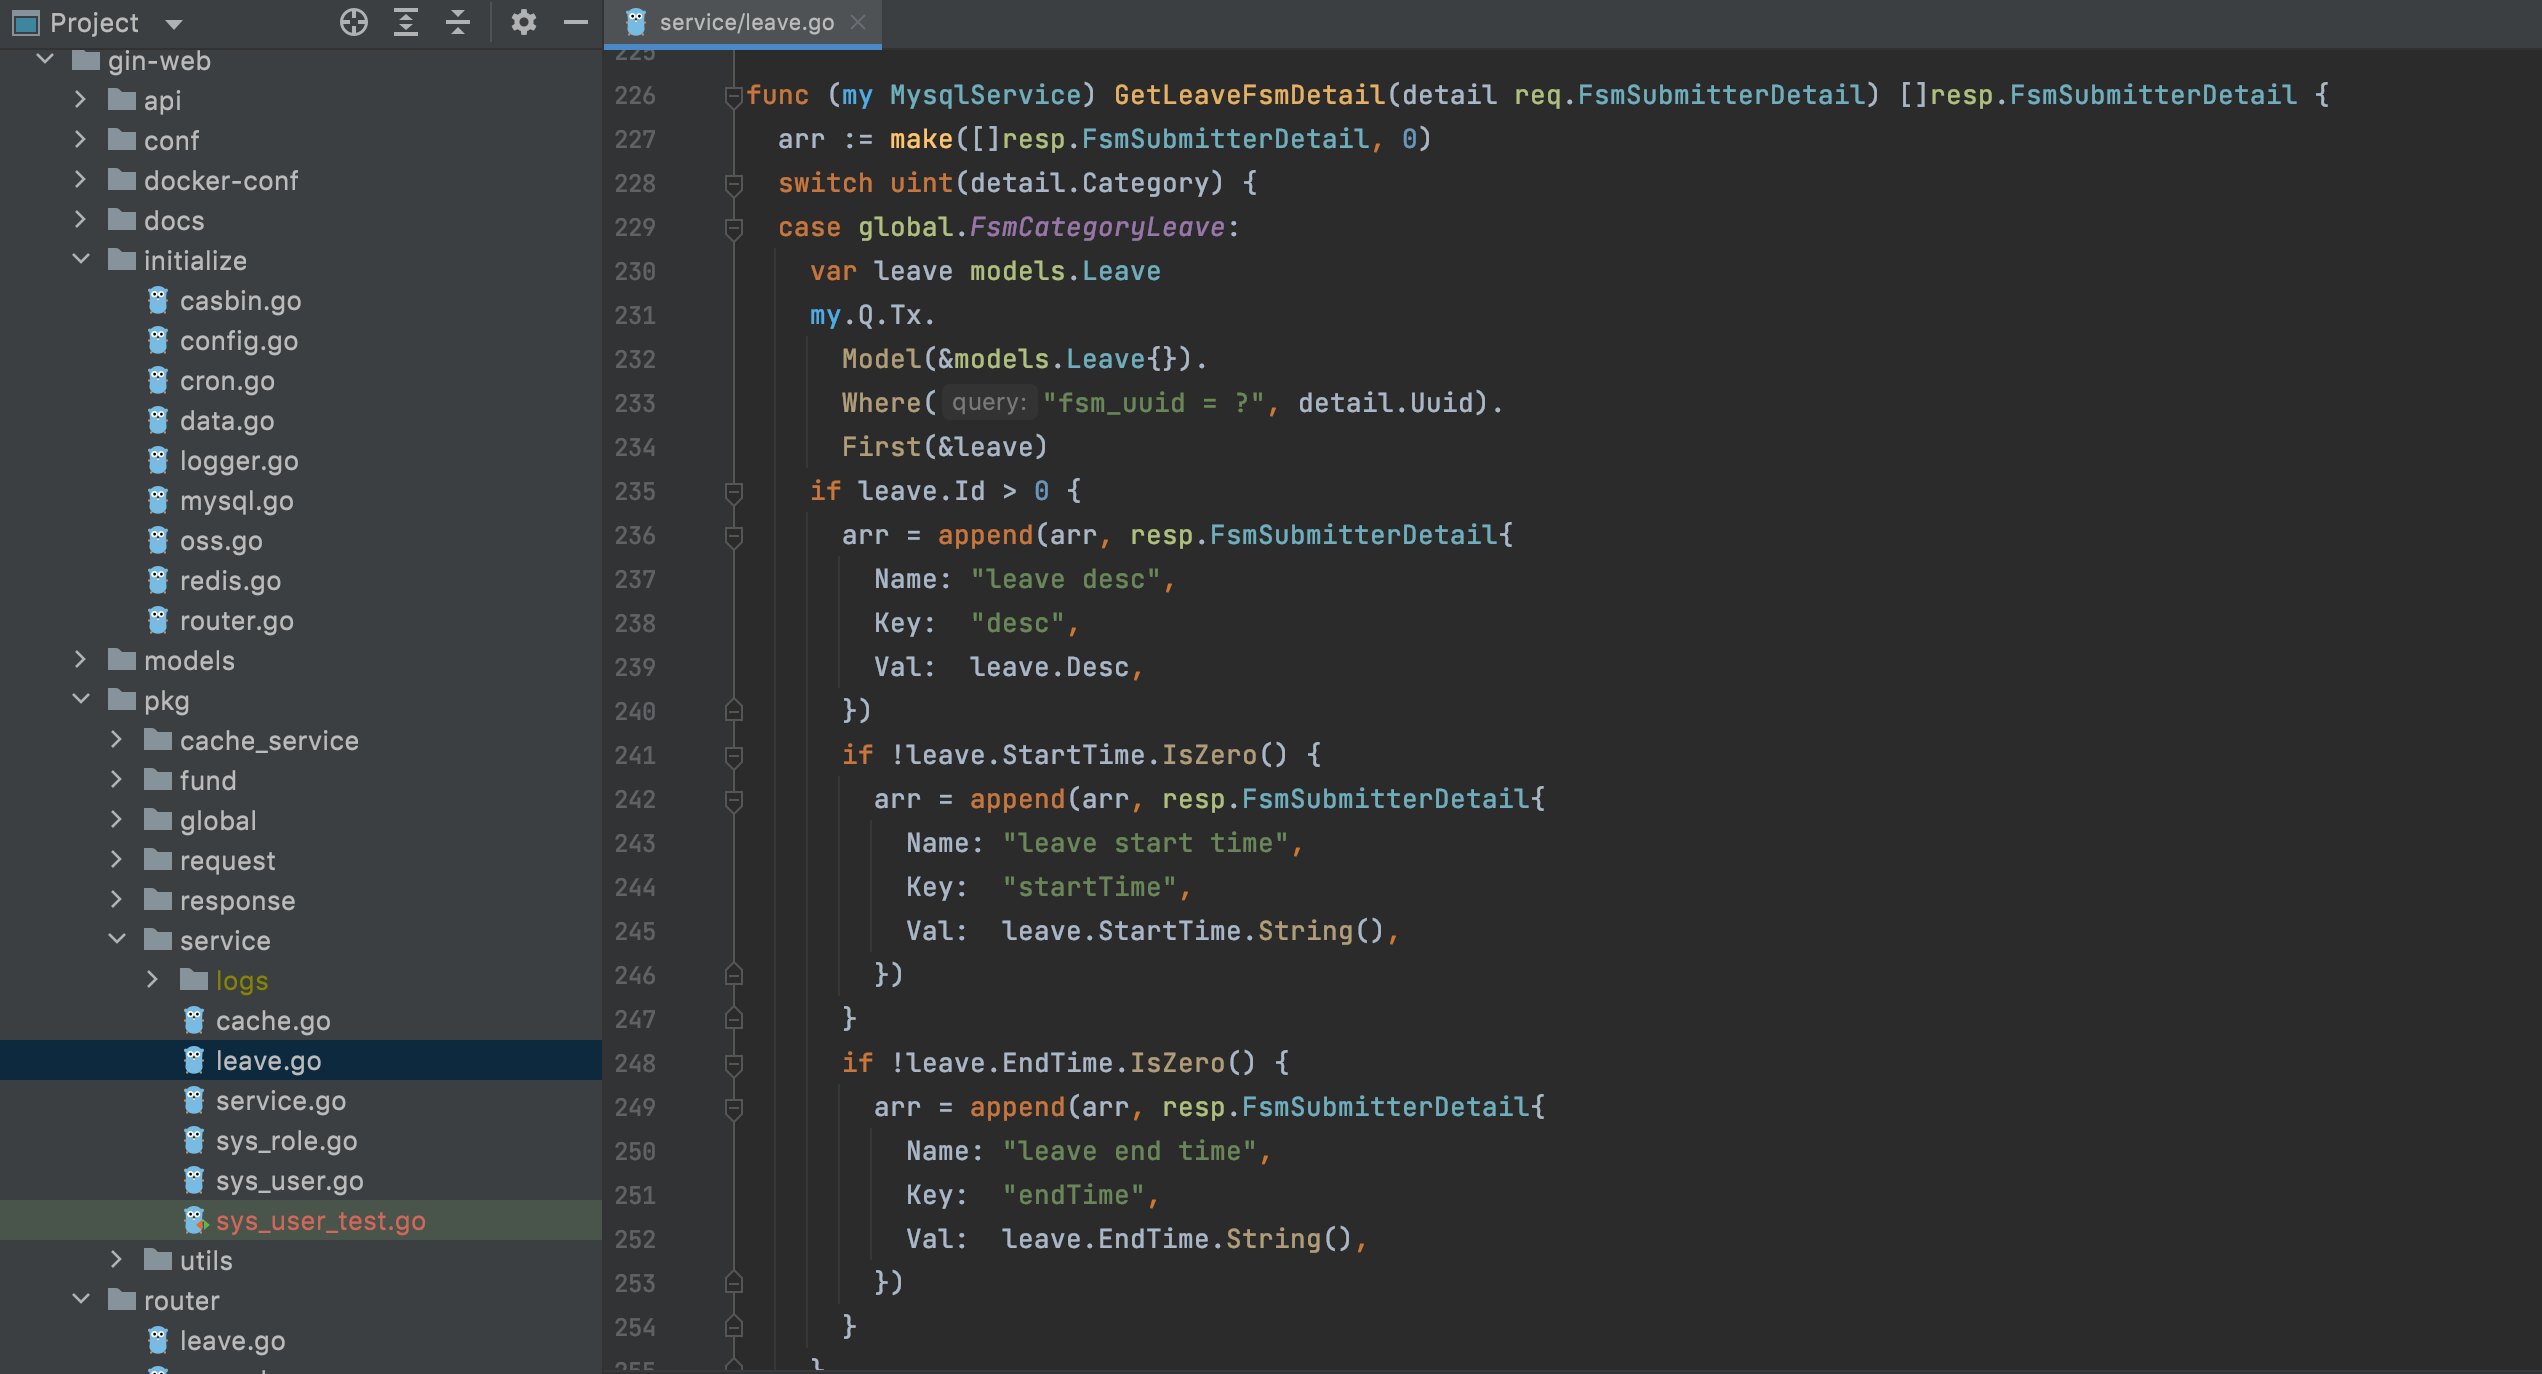 Project
gin-web
api
conf
docker-conf
docs
initialize
casbin.go
config.go
cron.go
data.go
logger.go
mysql.go
oss.go
redis.go
router.go
models
pkg
cache_service
fund
global
request
response
service
logs
cache.go
leave.go
service.go
sys_role.go
sys_user.go
sys_user_test.go
utils
router
leave.go
service/leave.go
225
226 func (my MysqlService) GetLeaveFsmDetail(detail req.FsmSubmitterDetail) []resp.FsmSubmitterDetail {
227 arr := make([]resp.FsmSubmitterDetail, 0)
228 switch uint(detail.Category) {
229 case global.FsmCategoryLeave:
230 var leave models.Leave
231 my.Q.Tx.
232 Model(&models.Leave{}).
233 Where( query: "fsm_uuid = ?", detail.Uuid).
234 First(&leave)
235 if leave.Id > 0 {
236 arr = append(arr, resp.FsmSubmitterDetail{
237 Name: "leave desc",
238 Key:  "desc",
239 Val:  leave.Desc,
240 })
241 if !leave.StartTime.IsZero() {
242 arr = append(arr, resp.FsmSubmitterDetail{
243 Name: "leave start time",
244 Key:  "startTime",
245 Val:  leave.StartTime.String(),
246 })
247 }
248 if !leave.EndTime.IsZero() {
249 arr = append(arr, resp.FsmSubmitterDetail{
250 Name: "leave end time",
251 Key:  "endTime",
252 Val:  leave.EndTime.String(),
253 })
254 }
255 }